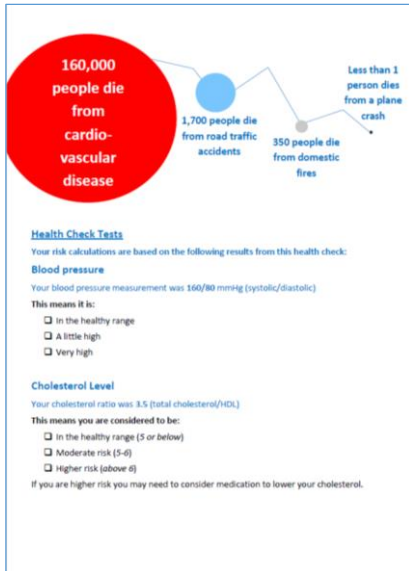 160,000
people die
from
cardio-
vascular
disease
1,700 people die
from road traffic
accidents
350 people die
from domestic
fires
Less than 1
person dies
from a plane
crash
Health Check Tests
Your risk calculations are based on the following results from this health check:
Blood pressure
Your blood pressure measurement was 160/80 mmHg (systolic/diastolic)
This means it is:
❑ In the healthy range
❑ A little high
❑ Very high
Cholesterol Level
Your cholesterol ratio was 3.5 (total cholesterol/HDL)
This means you are considered to be:
❑ In the healthy range (5 or below)
❑ Moderate risk (5-6)
❑ Higher risk (above 6)
If you are higher risk you may need to consider medication to lower your cholesterol.